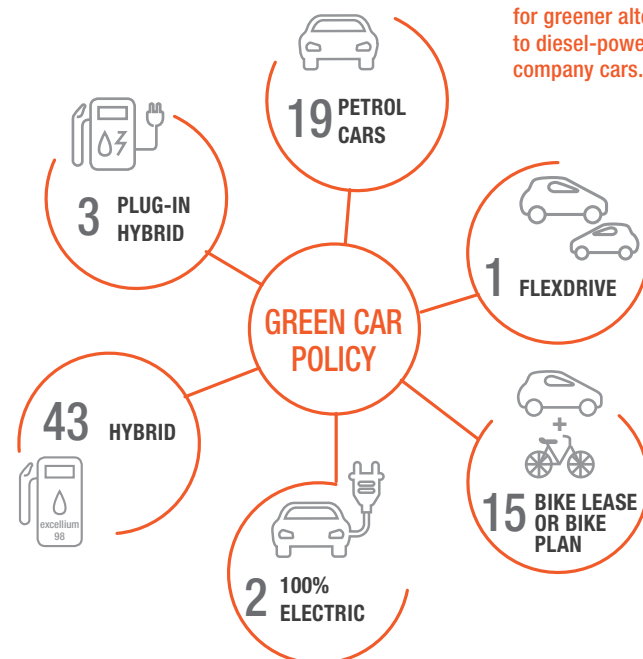 for greener
to diesel-powe
company cars.
19 PETROL
CARS
3 PLUG-IN
HYBRID
1 FLEXDRIVE
GREEN CAR
POLICY
43 HYBRID
excellium
98
15 BIKE LEASE
OR BIKE
PLAN
2 100%
ELECTRIC